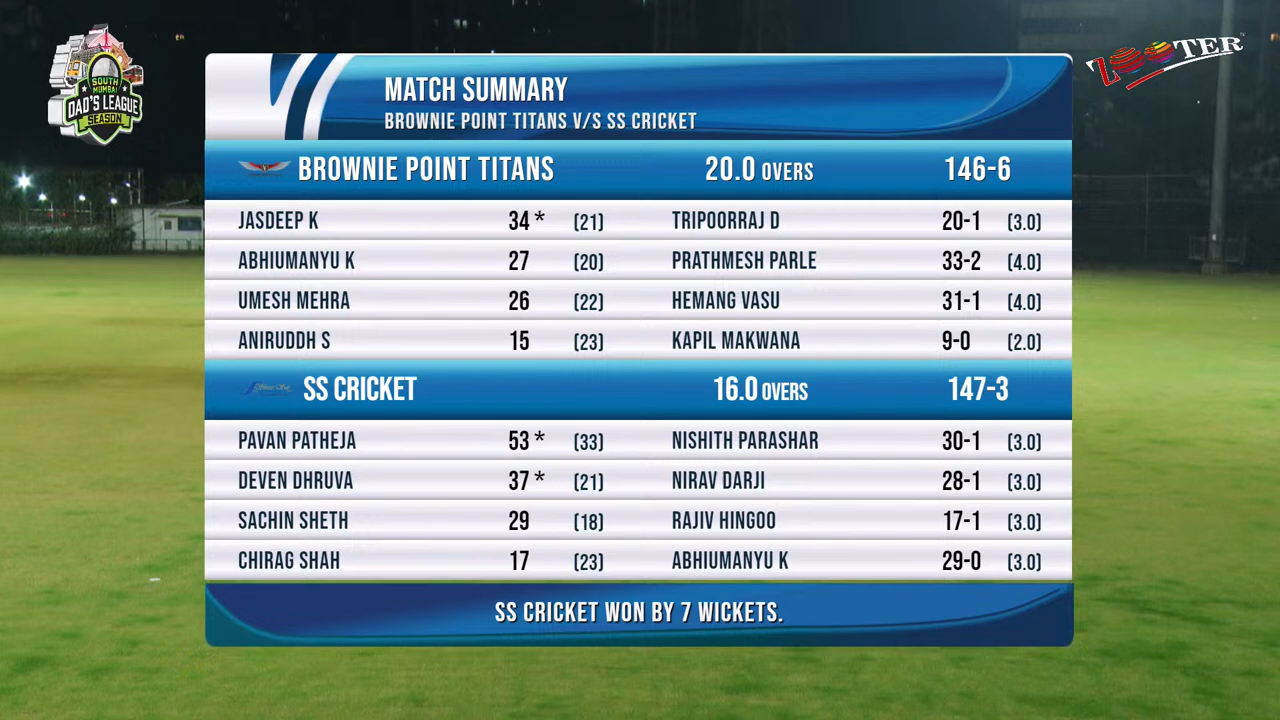 SOUTH
MUMBAI
DAD'S LEAGUE
SEASON
ZOOTER
MATCH SUMMARY
BROWNIE POINT TITANS V/S SS CRICKET
BROWNIE POINT TITANS 20.0 OVERS 146-6
JASDEEP K 34* (21) TRIPOORRAJ D 20-1 (3.0)
ABHIUMANYU K 27 (20) PRATHMESH PARLE 33-2 (4.0)
UMESH MEHRA 26 (22) HEMANG VASU 31-1 (4.0)
ANIRUDDH S 15 (23) KAPIL MAKWANA 9-0 (2.0)
SS CRICKET 16.0 OVERS 147-3
PAVAN PATHEJA 53* (33) NISHITH PARASHAR 30-1 (3.0)
DEVEN DHRUVA 37* (21) NIRAV DARJI 28-1 (3.0)
SACHIN SHETH 29 (18) RAJIV HINGOO 17-1 (3.0)
CHIRAG SHAH 17 (23) ABHIUMANYU K 29-0 (3.0)
SS CRICKET WON BY 7 WICKETS.